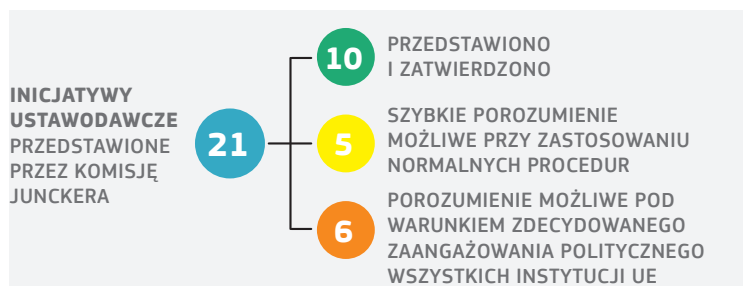 INICJATYWY
USTAWODAWCZE
PRZEDSTAWIONE
PRZEZ KOMISJĘ
JUNCKERA
21
10
PRZEDSTAWIONO
I ZATWIERDZONO
5
SZYBKIE POROZUMIENIE
MOŻLIWE PRZY ZASTOSOWANIU
NORMALNYCH PROCEDUR
6
POROZUMIENIE MOŻLIWE POD
WARUNKIEM ZDECYDOWANEGO
ZAANGAŻOWANIA POLITYCZNEGO
WSZYSTKICH INSTYTUCJI UE